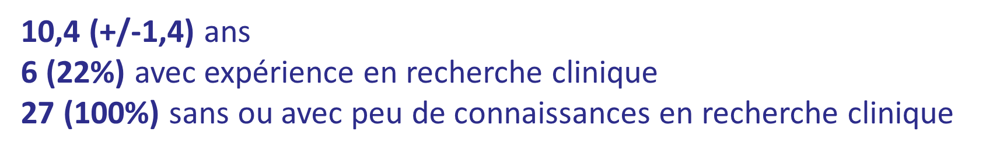 10,4 (+/-1,4) ans
6 (22%) avec expérience en recherche clinique
27 (100%) sans ou avec peu de connaissances en recherche clinique